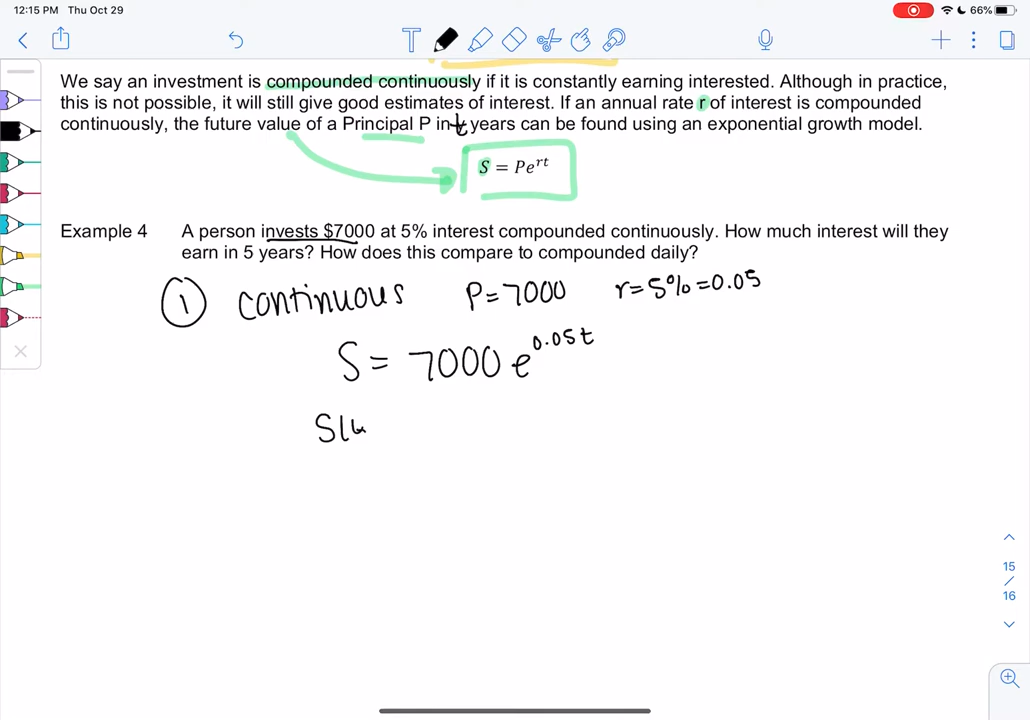 12:15 PM Thu Oct 29
66%
We say an investment is compounded continuously if it is constantly earning interested. Although in practice,
this is not possible, it will still give good estimates of interest. If an annual rate r of interest is compounded
continuously, the future value of a Principal P in t years can be found using an exponential growth model.
S = Pe^{rt}
Example 4 A person invests $7000 at 5% interest compounded continuously. How much interest will they
earn in 5 years? How does this compare to compounded daily?
① continuous P=7000 r=5%=0.05
S= 7000 e^{0.05t}
15
/
16